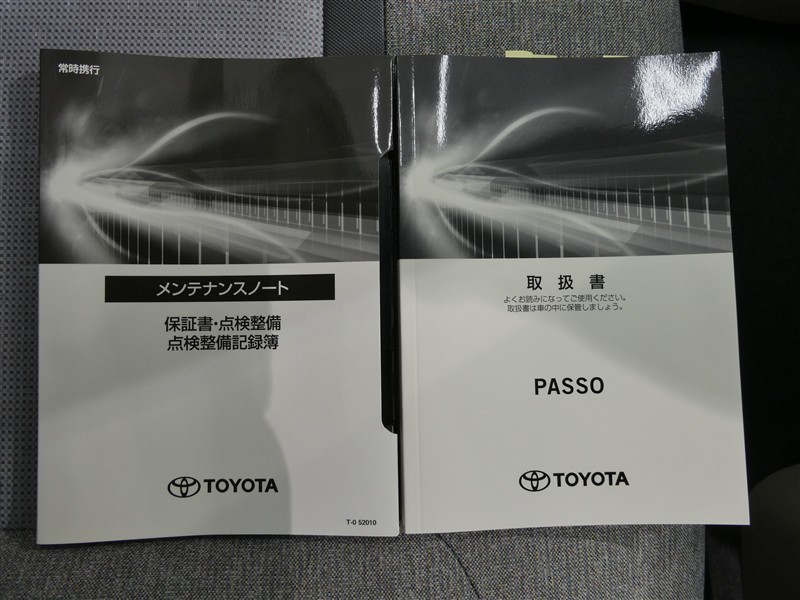 常時携行
メンテナンスノート
保証書・点検整備
点検整備記録簿
TOYOTA
T-0 52010
取扱書
よくお読みになってご使用ください。
取扱書は車の中に保管しましょう。
PASSO
TOYOTA